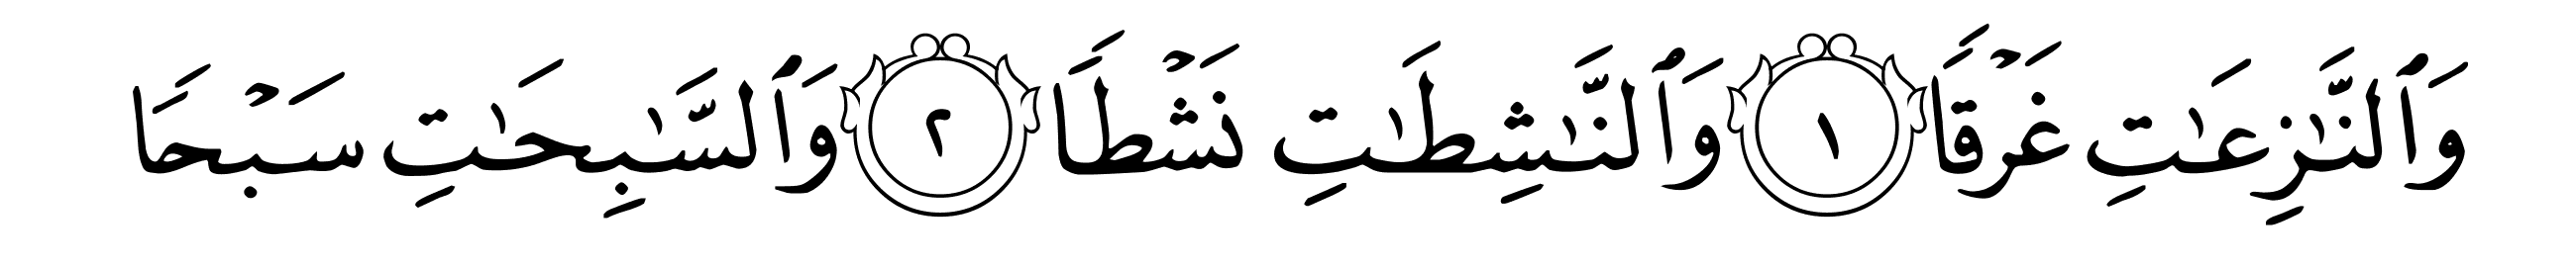 وَٱلنَّـٰزِعَـٰتِ غَرۡقٗا ١ وَٱلنَّـٰشِطَـٰتِ نَشۡطٗا ٢ وَٱلسَّـٰبِحَـٰتِ سَبۡحٗا